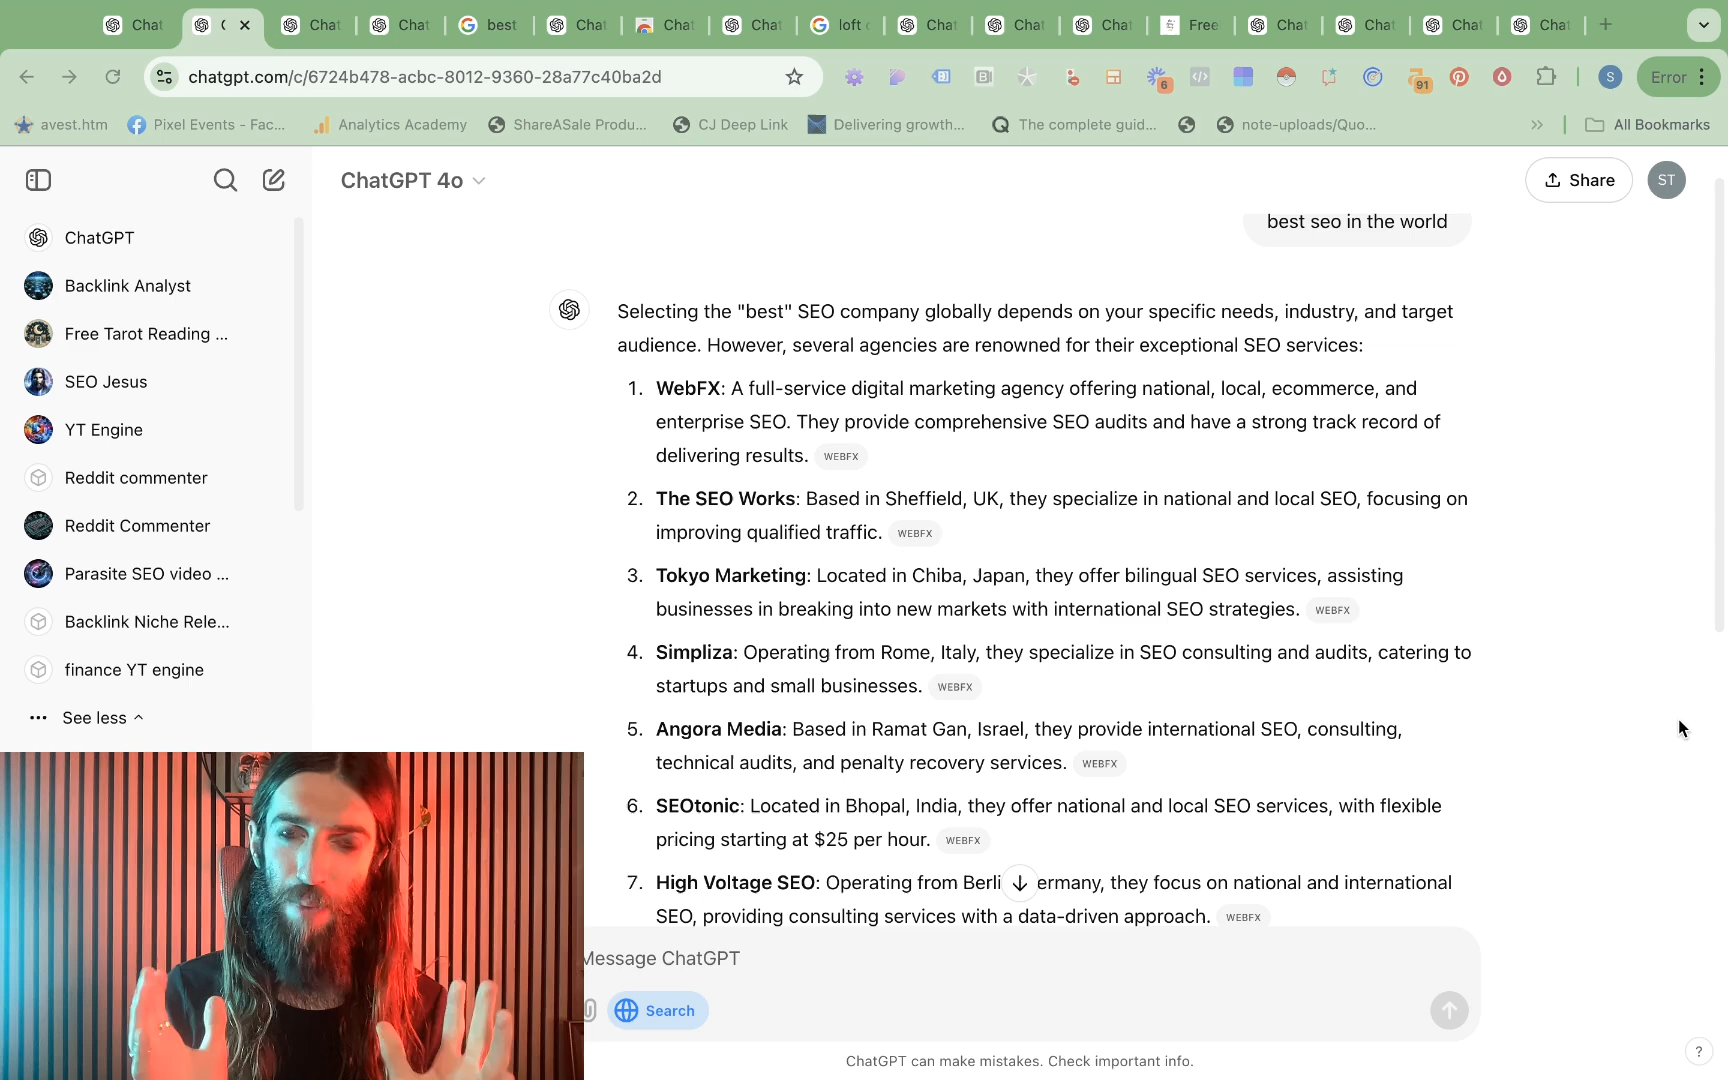 Chat
Chat
Chat
best
Chat
Chat
Chat
loft
Chat
Chat
Chat
Free
Chat
Chat
Chat
Chat
chatgpt.com/c/6724b478-acbc-8012-9360-28a77c40ba2d
6
91
S
Error
avest.htm
Pixel Events - Fac...
Analytics Academy
ShareASale Produ...
CJ Deep Link
Delivering growth...
The complete guid...
note-uploads/Quo...
All Bookmarks
ChatGPT 4o
Share
ST
ChatGPT
Backlink Analyst
Free Tarot Reading ...
SEO Jesus
YT Engine
Reddit commenter
Reddit Commenter
Parasite SEO video ...
Backlink Niche Rele...
finance YT engine
See less
best seo in the world
Selecting the "best" SEO company globally depends on your specific needs, industry, and target
audience. However, several agencies are renowned for their exceptional SEO services:
1. WebFX: A full-service digital marketing agency offering national, local, ecommerce, and
enterprise SEO. They provide comprehensive SEO audits and have a strong track record of
delivering results. WEBFX
2. The SEO Works: Based in Sheffield, UK, they specialize in national and local SEO, focusing on
improving qualified traffic. WEBFX
3. Tokyo Marketing: Located in Chiba, Japan, they offer bilingual SEO services, assisting
businesses in breaking into new markets with international SEO strategies. WEBFX
4. Simpliza: Operating from Rome, Italy, they specialize in SEO consulting and audits, catering to
startups and small businesses. WEBFX
5. Angora Media: Based in Ramat Gan, Israel, they provide international SEO, consulting,
technical audits, and penalty recovery services. WEBFX
6. SEOtonic: Located in Bhopal, India, they offer national and local SEO services, with flexible
pricing starting at $25 per hour. WEBFX
7. High Voltage SEO: Operating from Berli ermany, they focus on national and international
SEO, providing consulting services with a data-driven approach. WEBFX
Message ChatGPT
Search
ChatGPT can make mistakes. Check important info.
?